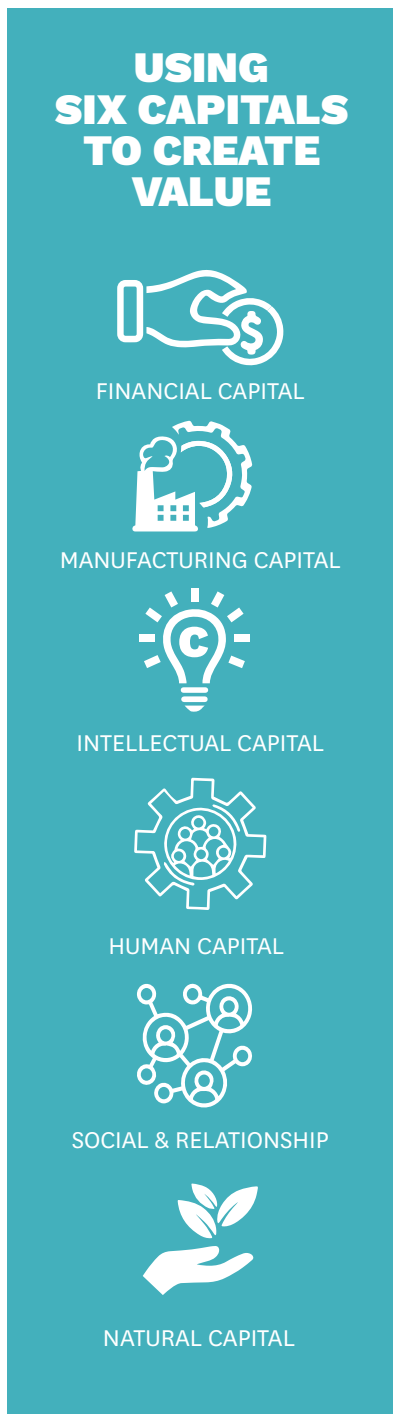 USING
SIX CAPITALS
TO CREATE
VALUE
$
FINANCIAL CAPITAL
MANUFACTURING CAPITAL
C
INTELLECTUAL CAPITAL
HUMAN CAPITAL
SOCIAL & RELATIONSHIP
NATURAL CAPITAL